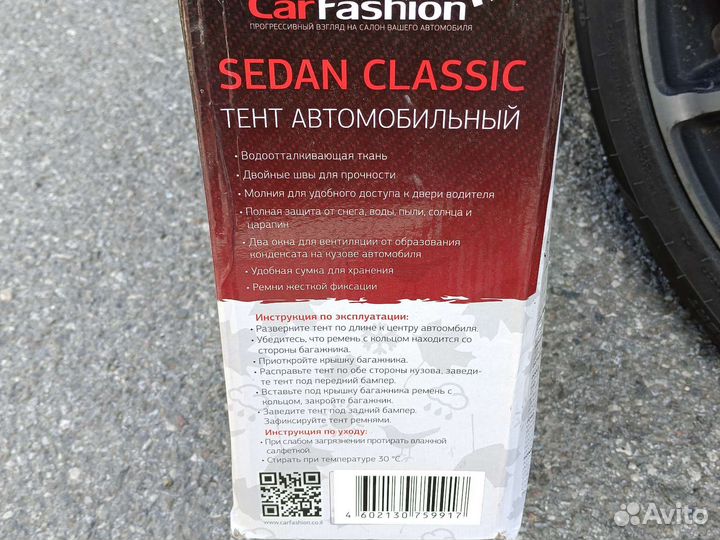 CarFashion
ПРОГРЕССИВНЫЙ ВЗГЛЯД НА САЛОН ВАШЕГО АВТОМОБИЛЯ
SEDAN CLASSIC
ТЕНТ АВТОМОБИЛЬНЫЙ
• Водоотталкивающая ткань
• Двойные швы для прочности
• Молния для удобного доступа к двери водителя
• Полная защита от снега, воды, пыли, солнца и
царапин
• Два окна для вентиляции от образования
конденсата на кузове автомобиля
• Удобная сумка для хранения
• Ремни жесткой фиксации
Инструкция по эксплуатации:
• Разверните тент по длине к центру автоомбиля.
• Убедитесь, что ремень с кольцом находится со
стороны багажника.
• Приоткройте крышку багажника.
• Расправьте тент по обе стороны кузова, заведи-
те тент под передний бампер.
• Вставьте под крышку багажника ремень с
кольцом, закройте багажник.
• Заведите тент под задний бампер.
Зафиксируйте тент ремнями.
Инструкция по уходу:
• При слабом загрязнении протирать влажной
салфеткой.
• Стирать при температуре 30 °C.
www.carfashion.co.il
4 602130 759917
Avito